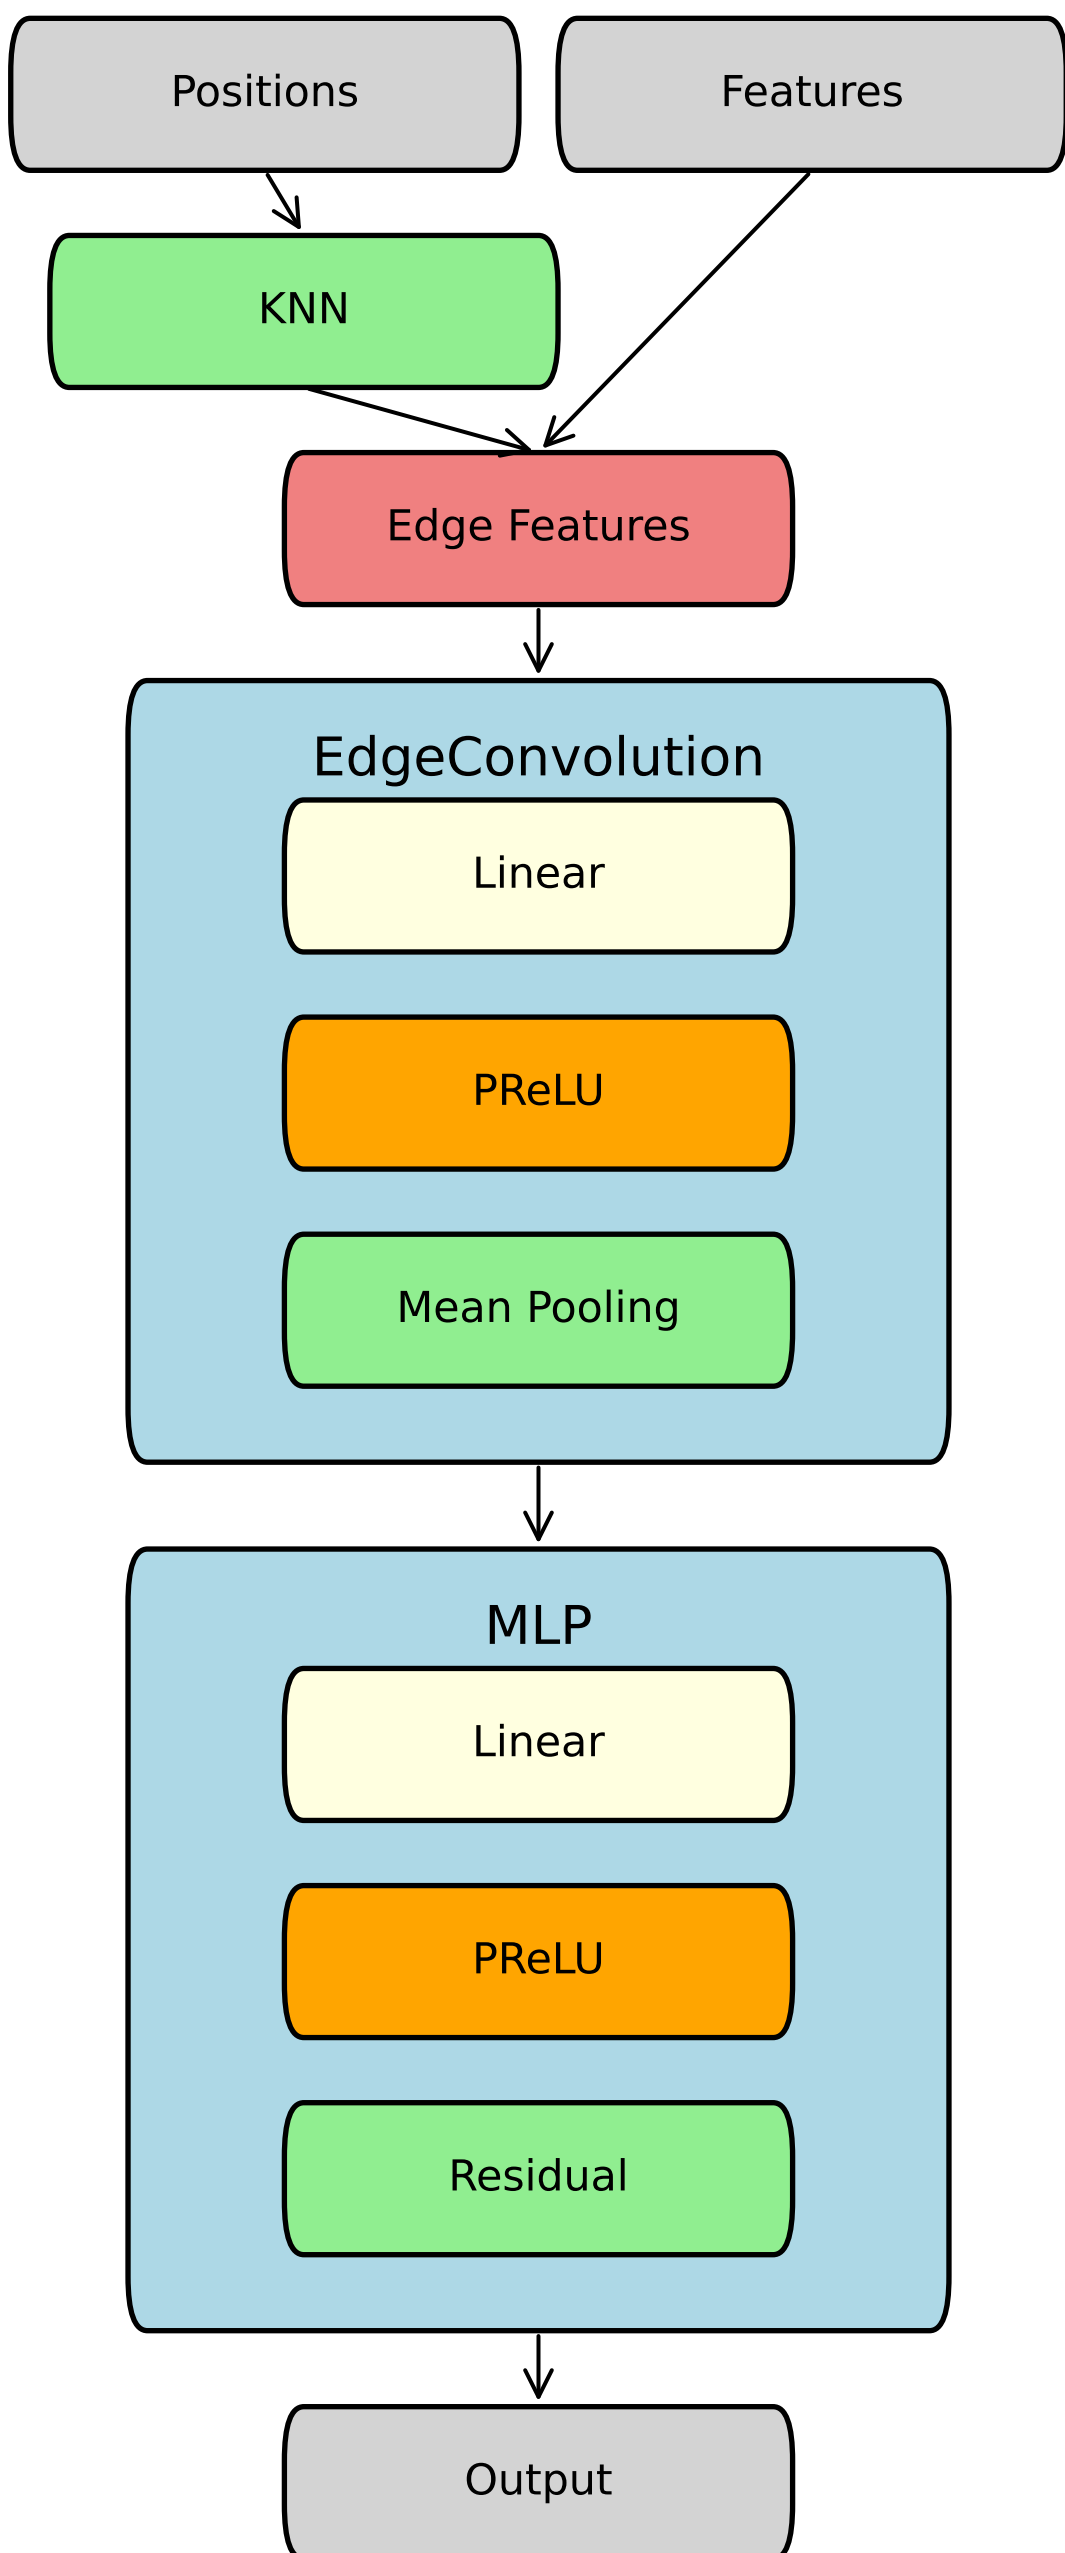 Positions
Features
KNN
Edge Features
EdgeConvolution
Linear
PReLU
Mean Pooling
MLP
Linear
PReLU
Residual
Output